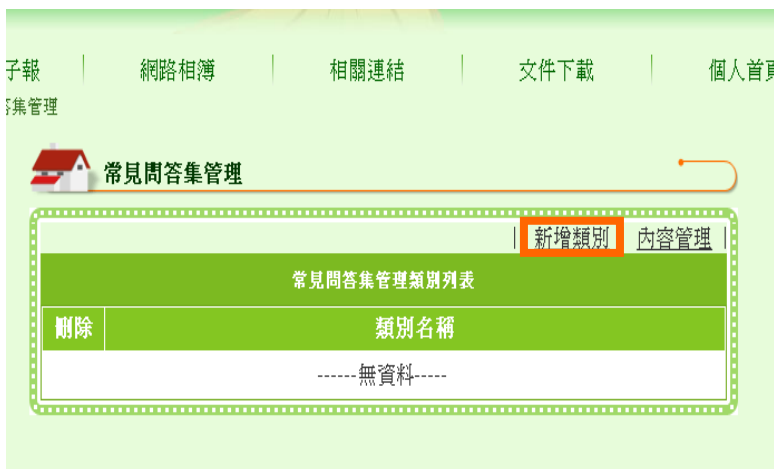 子報 | 網路相簿 | 相關連結 | 文件下載 | 個人首頁
答集管理
常見問答集管理
| 新增類別 | 內容管理 |
常見問答集管理類別列表
刪除 類別名稱
------無資料-----